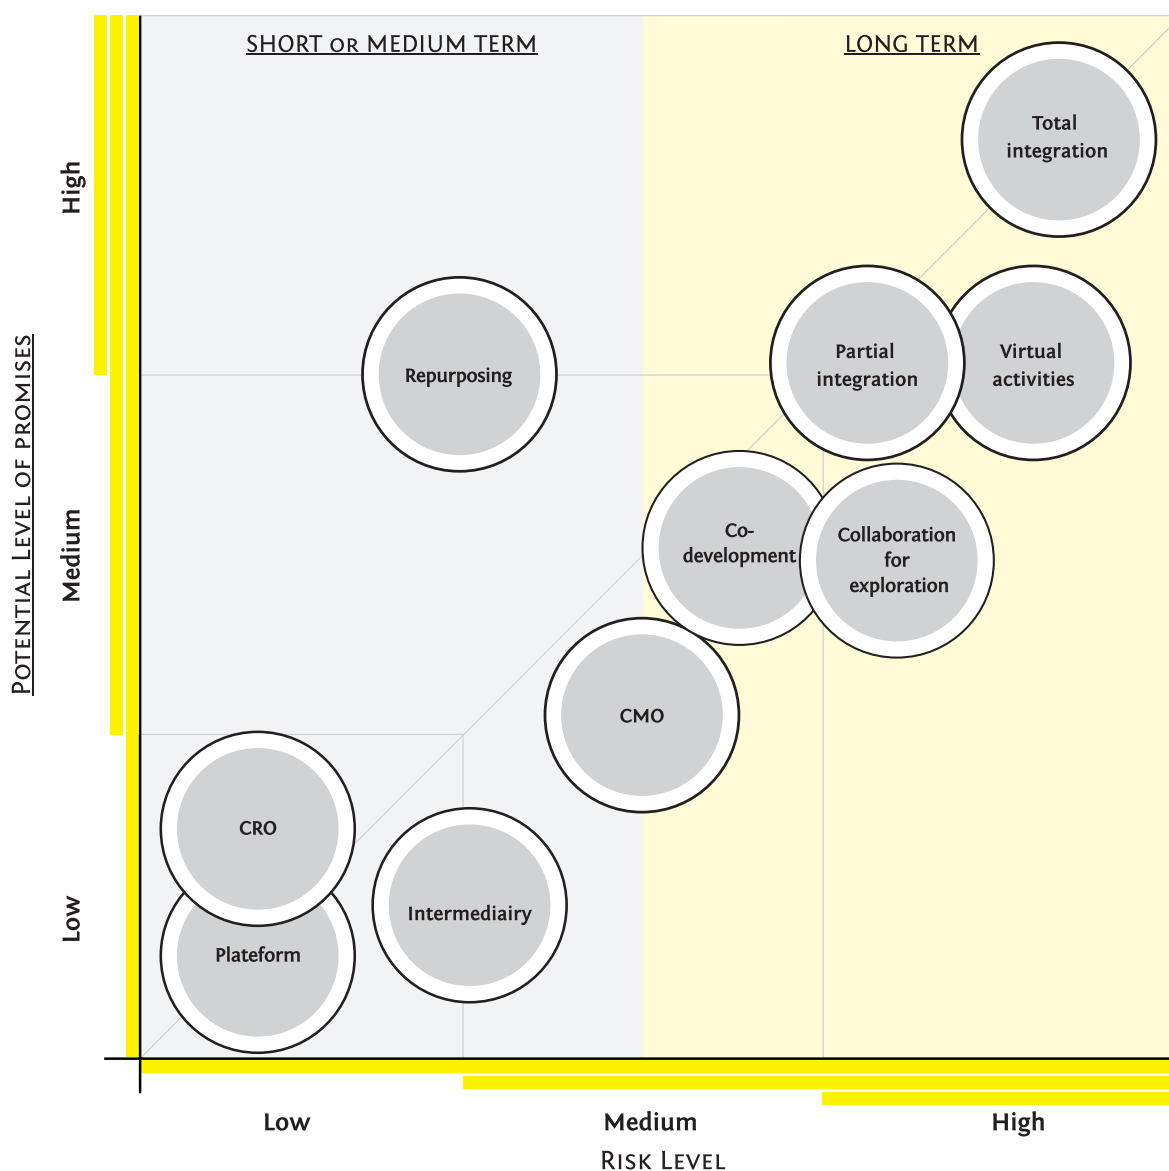 SHORT OR MEDIUM TERM
LONG TERM
Total
integration
High
Partial
integration
Virtual
activities
Repurposing
POTENTIAL LEVEL OF PROMISES
Medium
Co-
development
Collaboration
for
exploration
CMO
CRO
Low
Intermediairy
Plateform
Low
Medium
High
RISK LEVEL